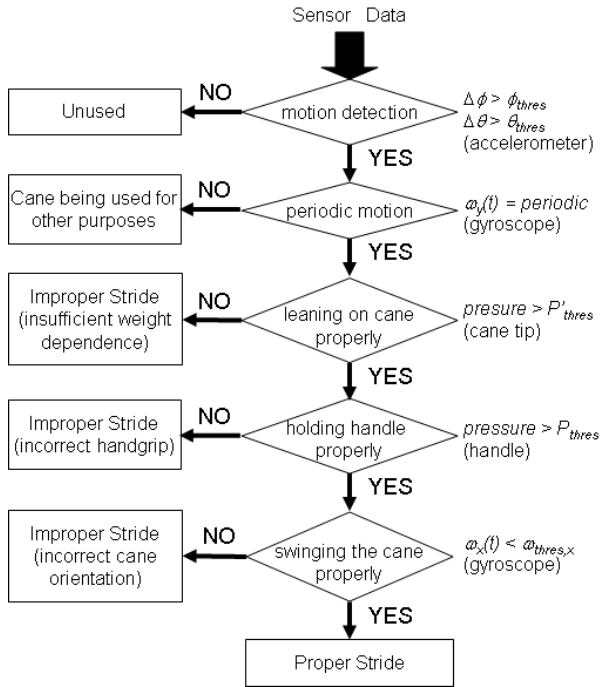 Sensor Data
NO
Unused
motion detection
Δϕ > ϕthres
Δθ > θthres
(accelerometer)
YES
NO
Cane being used for
other purposes
periodic motion
ϖy(t) = periodic
(gyroscope)
YES
NO
Improper Stride
(insufficient weight
dependence)
leaning on cane
properly
presure > P'thres
(cane tip)
YES
NO
Improper Stride
(incorrect handgrip)
holding handle
properly
pressure > Pthres
(handle)
YES
NO
Improper Stride
(incorrect cane
orientation)
swinging the cane
properly
ϖx(t) < ϖthres,x
(gyroscope)
YES
Proper Stride